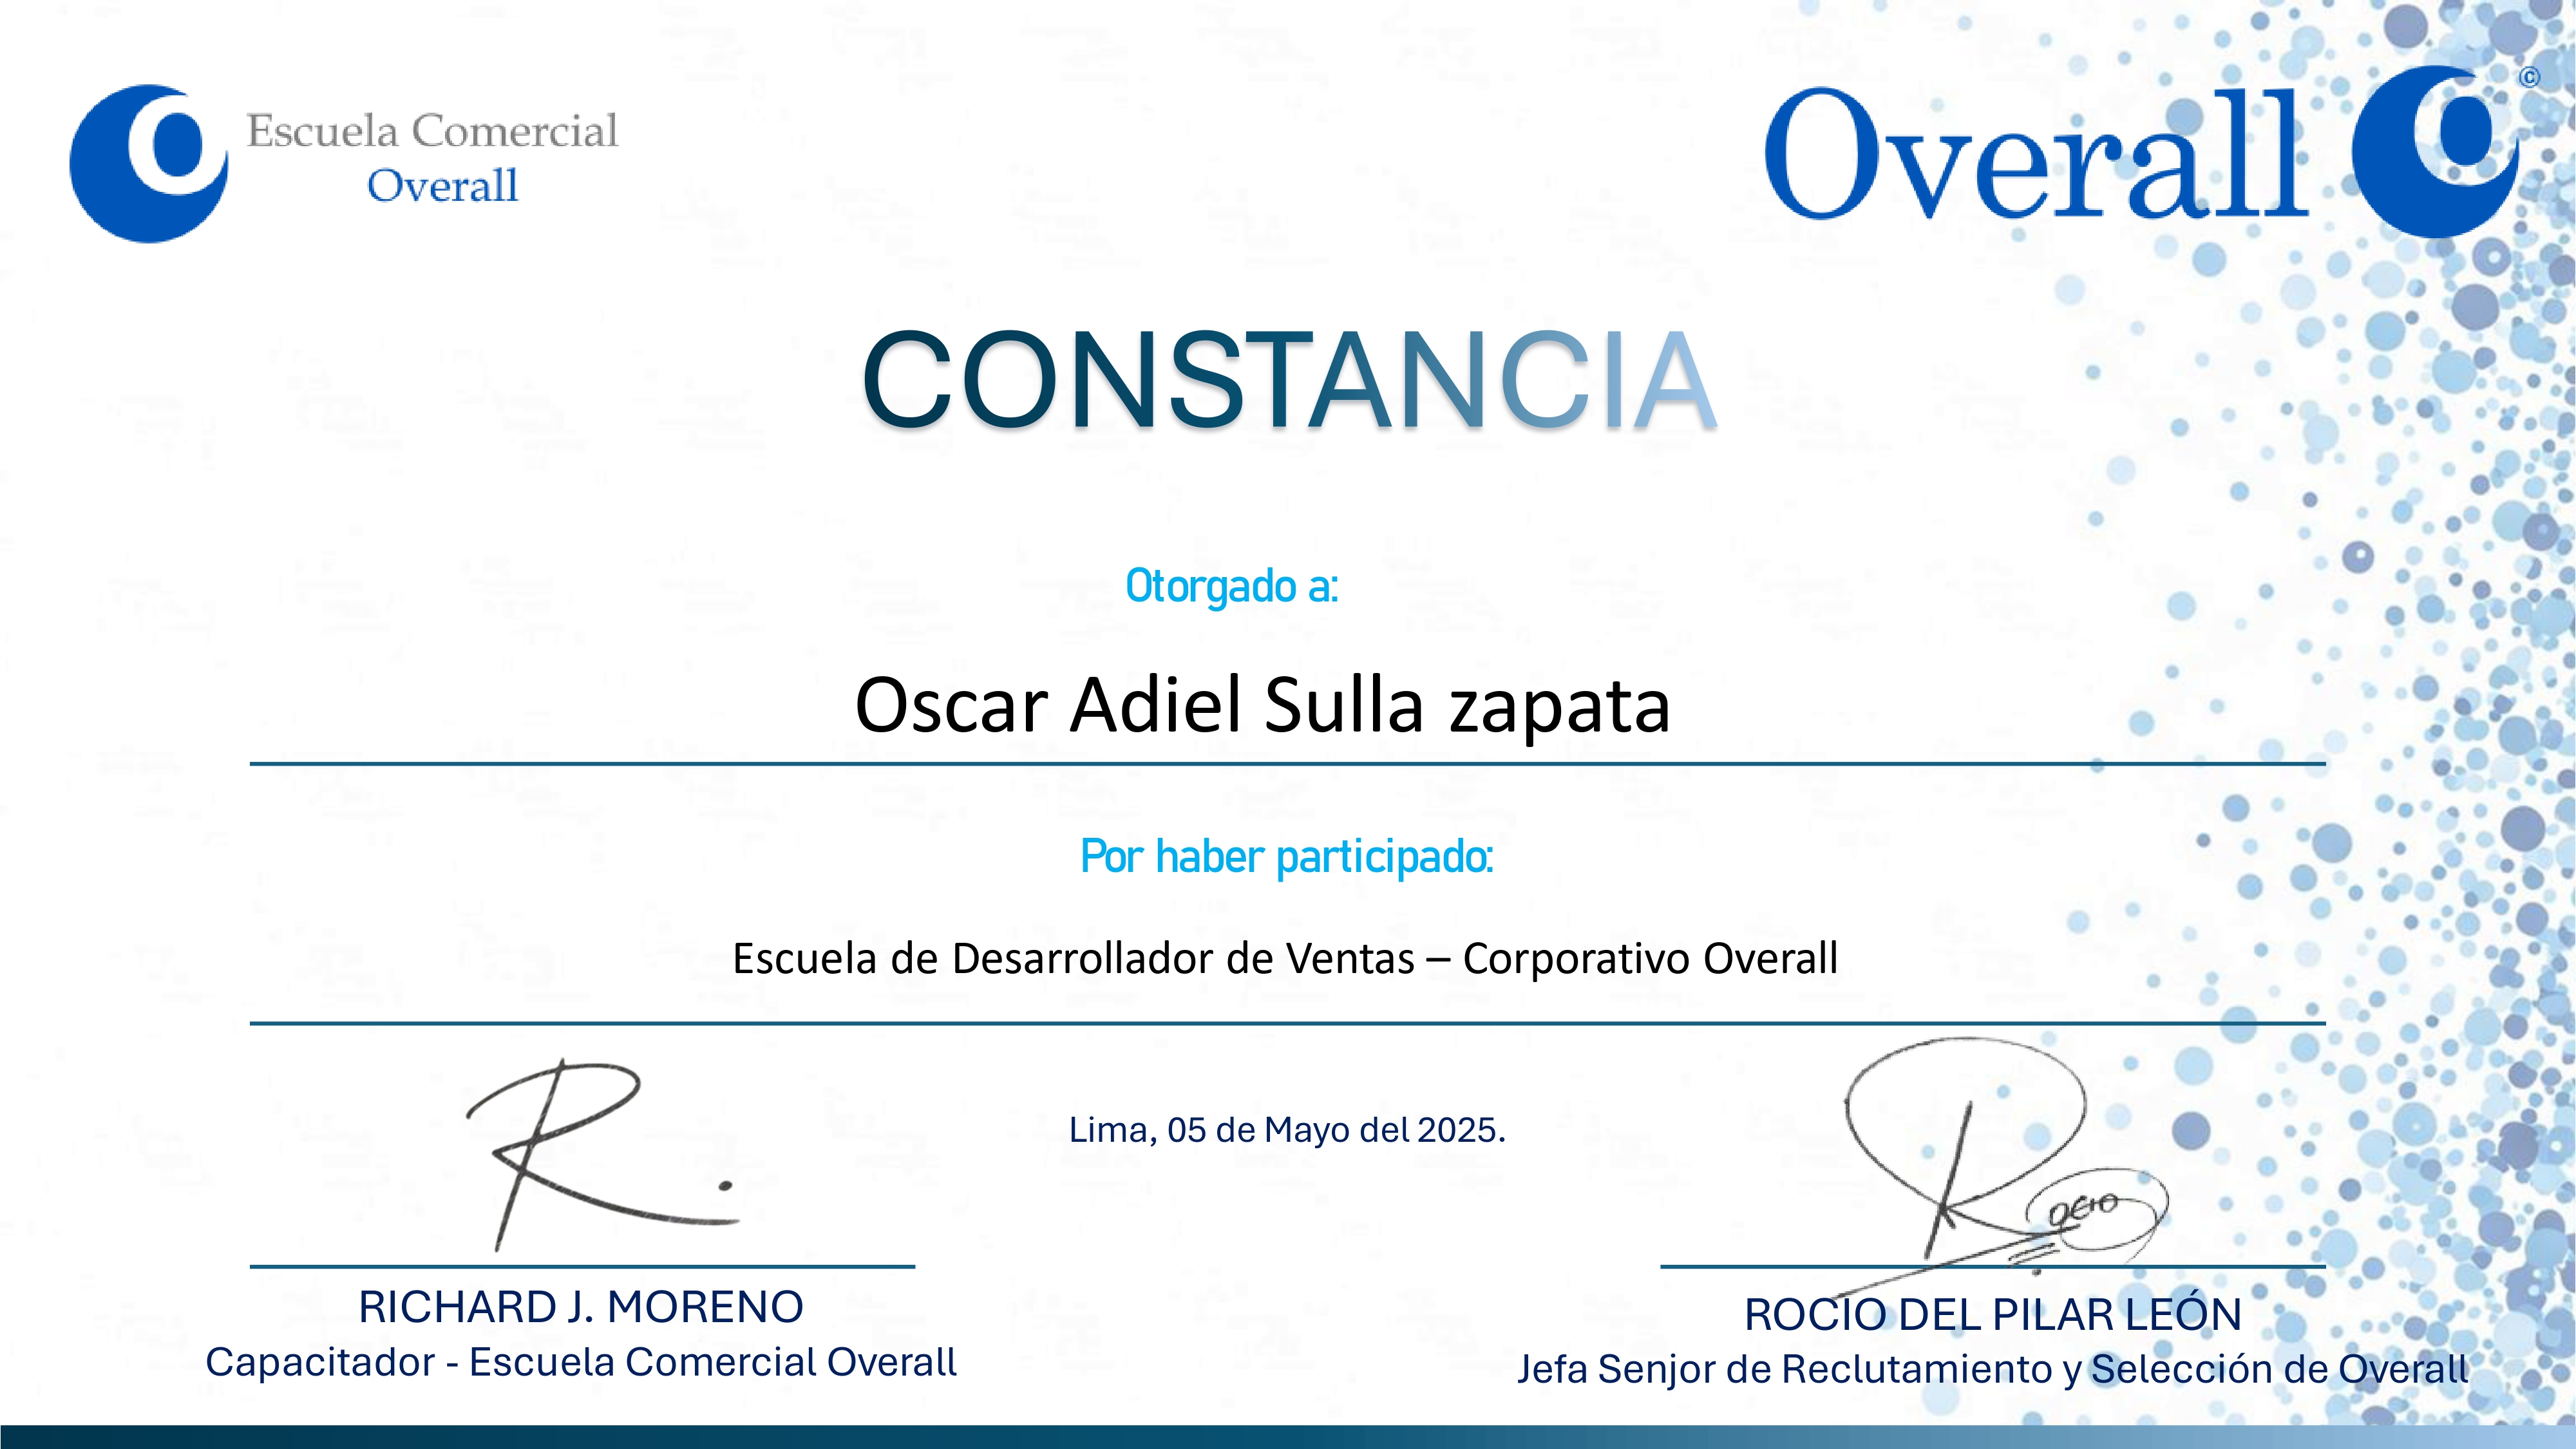 Escuela Comercial
Overall
Overall ©
CONSTANCIA
Otorgado a:
Oscar Adiel Sulla zapata
Por haber participado:
Escuela de Desarrollador de Ventas – Corporativo Overall
Lima, 05 de Mayo del 2025.
R.
Rocio
RICHARD J. MORENO
Capacitador - Escuela Comercial Overall
ROCIO DEL PILAR LEÓN
Jefa Senjor de Reclutamiento y Selección de Overall